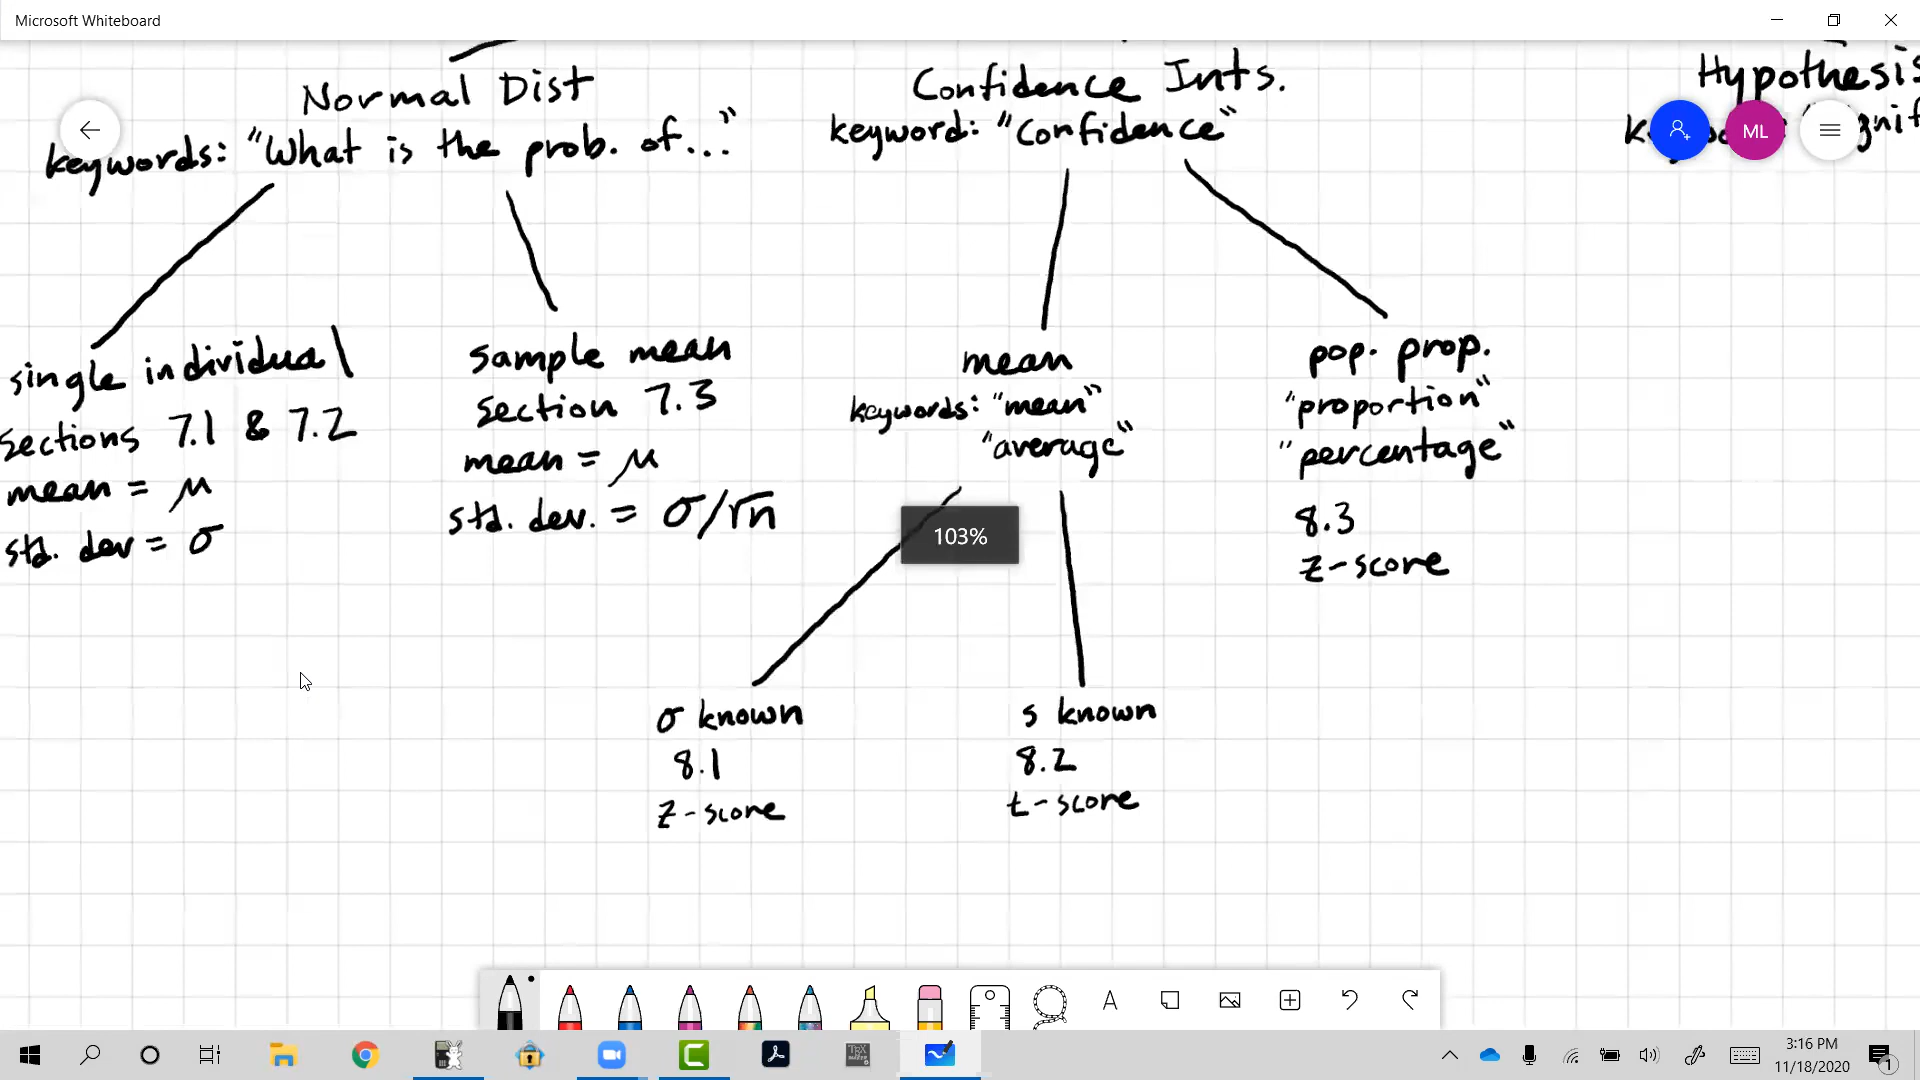 Microsoft Whiteboard
Normal Dist
keywords: "What is the prob. of..."
single individual
sections 7.1 & 7.2
mean = μ
std. dev = σ
sample mean
section 7.3
mean = μ
std. dev. = σ/√n
Confidence Ints.
keyword: "Confidence"
mean
keywords: "mean"
"average"
σ known
8.1
z-score
s known
8.2
t-score
pop. prop.
"proportion"
"percentage"
8.3
z-score
Hypothesis
ML
103%
A
3:16 PM
11/18/2020
1